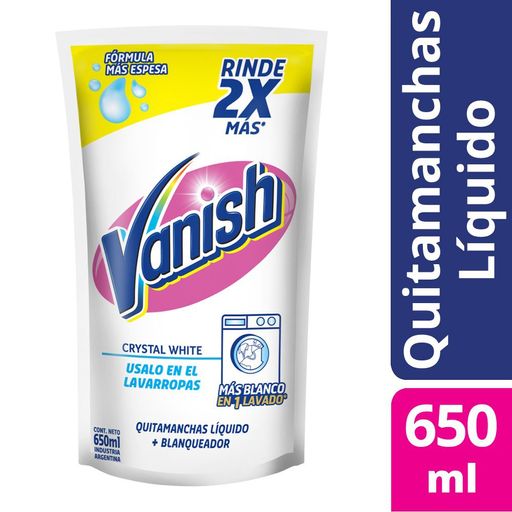 FÓRMULA
MÁS ESPESA
RINDE
2X
MÁS*
Vanish
CRYSTAL WHITE
USALO EN EL
LAVARROPAS
MÁS BLANCO
EN 1 LAVADO*
CONT. NETO
650ml
INDUSTRIA
ARGENTINA
QUITAMANCHAS LÍQUIDO
+ BLANQUEADOR
Quitamanchas
Líquido
650
ml